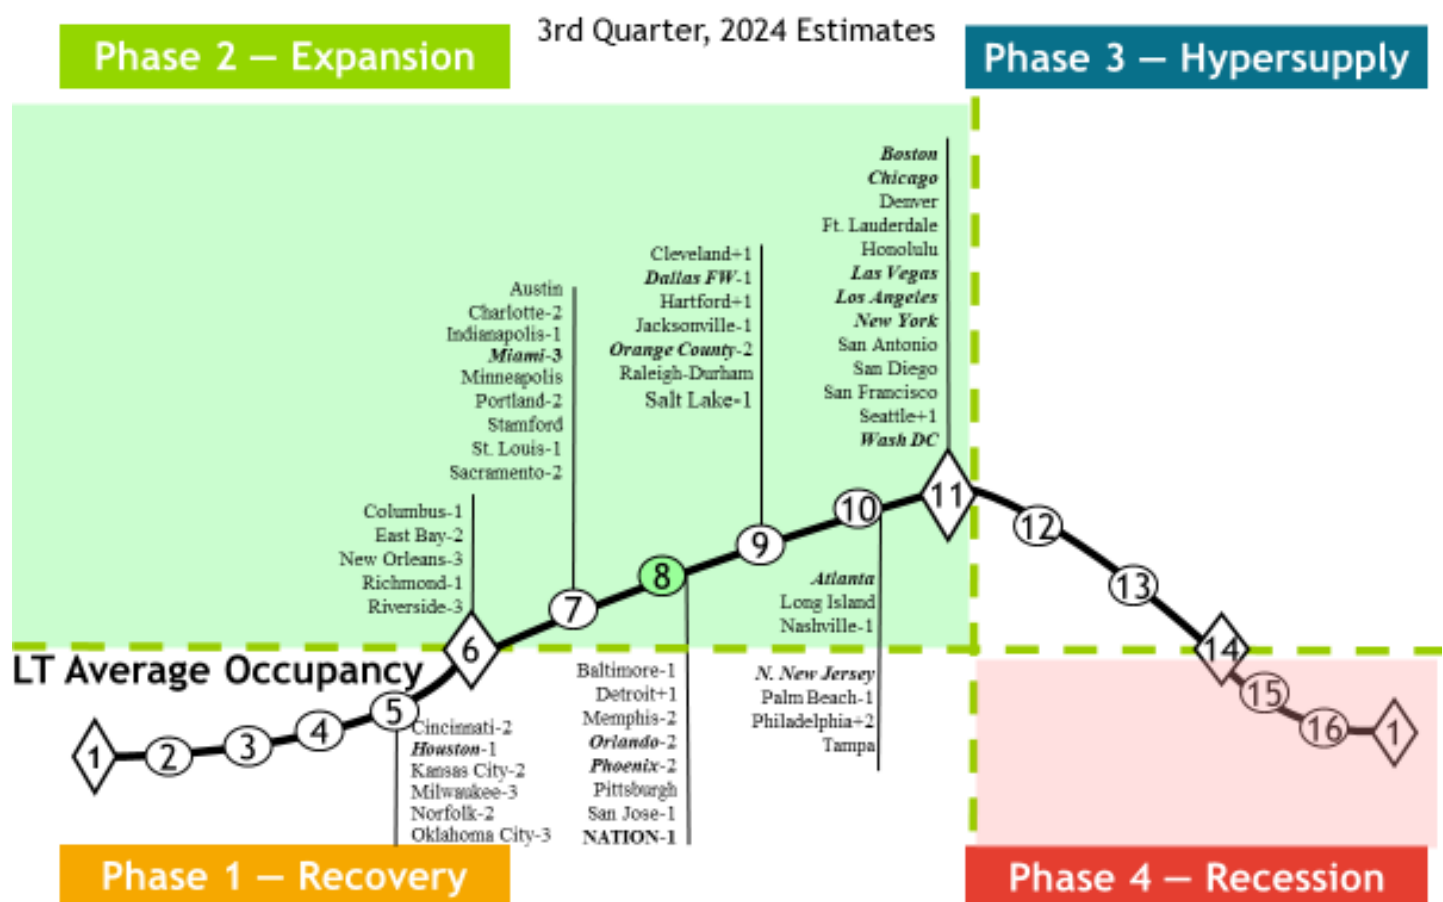 3rd Quarter, 2024 Estimates
Phase 2 — Expansion
Phase 3 — Hypersupply
Boston
Chicago
Denver
Ft. Lauderdale
Honolulu
Las Vegas
Los Angeles
New York
San Antonio
San Diego
San Francisco
Seattle+1
Wash DC
Cleveland+1
Dallas FW-1
Hartford+1
Jacksonville-1
Orange County-2
Raleigh-Durham
Salt Lake-1
Austin
Charlotte-2
Indianapolis-1
Miami-3
Minneapolis
Portland-2
Stamford
St. Louis-1
Sacramento-2
Columbus-1
East Bay-2
New Orleans-3
Richmond-1
Riverside-3
LT Average Occupancy
1
2
3
4
5
6
7
8
9
10
11
12
13
14
15
16
1
Cincinnati-2
Houston-1
Kansas City-2
Milwaukee-3
Norfolk-2
Oklahoma City-3
Baltimore-1
Detroit+1
Memphis-2
Orlando-2
Phoenix-2
Pittsburgh
San Jose-1
NATION-1
Atlanta
Long Island
Nashville-1
N. New Jersey
Palm Beach-1
Philadelphia+2
Tampa
Phase 1 — Recovery
Phase 4 — Recession